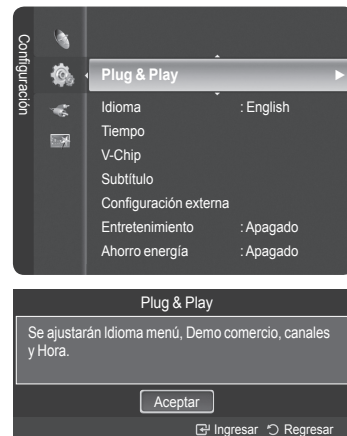 Configuración
Plug & Play
Idioma : English
Tiempo
V-Chip
Subtítulo
Configuración externa
Entretenimiento : Apagado
Ahorro energía : Apagado
Plug & Play
Se ajustarán Idioma menú, Demo comercio, canales
y Hora.
Aceptar
Ingresar Regresar